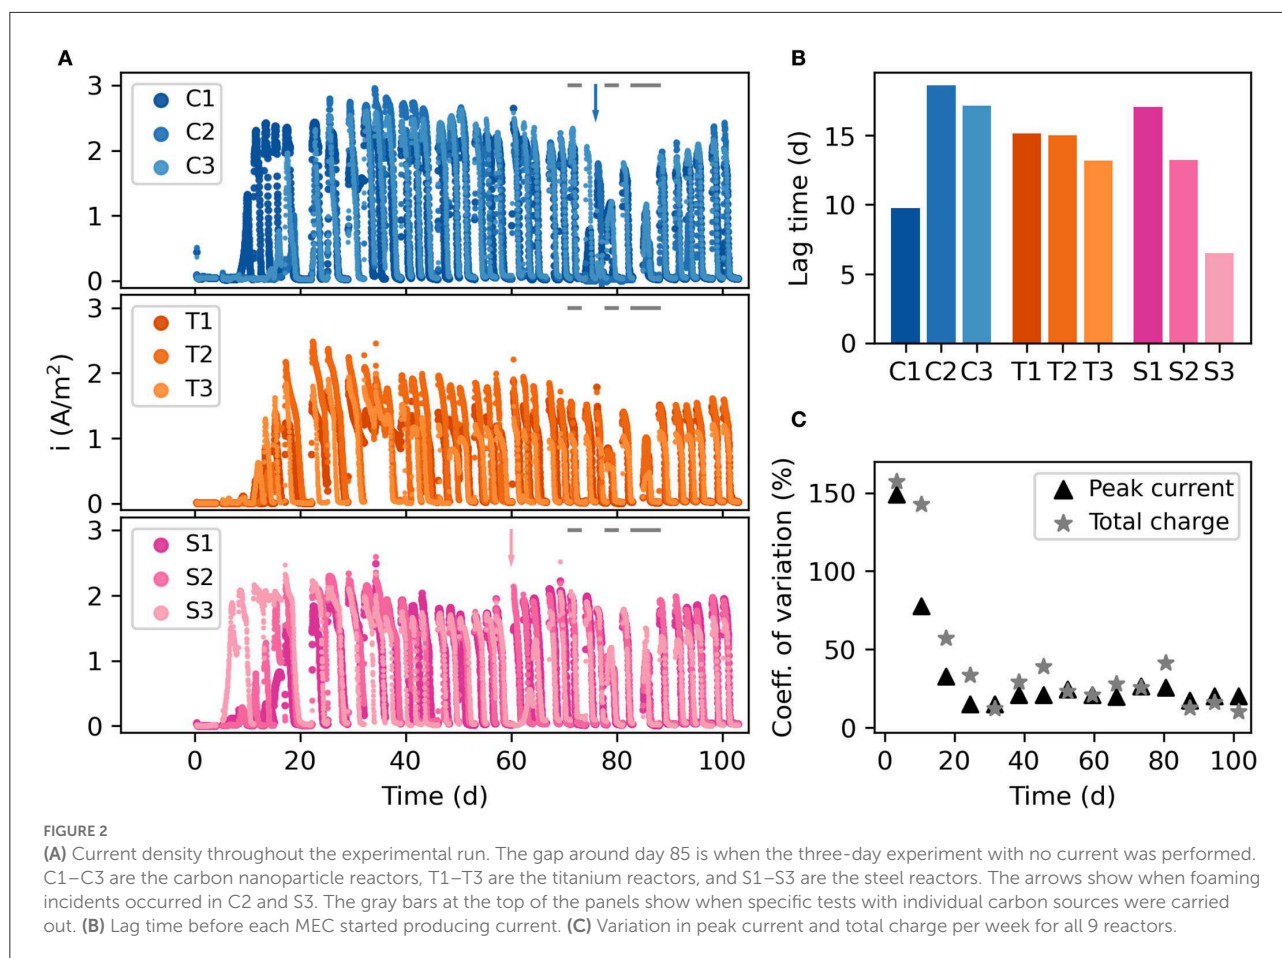 A
3
2
1
0
C1
C2
C3
3
2
1
0
T1
T2
T3
i (A/m²)
3
2
1
0
S1
S2
S3
0 20 40 60 80 100
Time (d)
B
Lag time (d)
15
10
5
0
C1 C2 C3 T1 T2 T3 S1 S2 S3
C
Coeff. of variation (%)
150
100
50
0
Peak current
Total charge
0 20 40 60 80 100
Time (d)
FIGURE 2
(A) Current density throughout the experimental run. The gap around day 85 is when the three-day experiment with no current was performed.
C1–C3 are the carbon nanoparticle reactors, T1–T3 are the titanium reactors, and S1–S3 are the steel reactors. The arrows show when foaming
incidents occurred in C2 and S3. The gray bars at the top of the panels show when specific tests with individual carbon sources were carried
out. (B) Lag time before each MEC started producing current. (C) Variation in peak current and total charge per week for all 9 reactors.